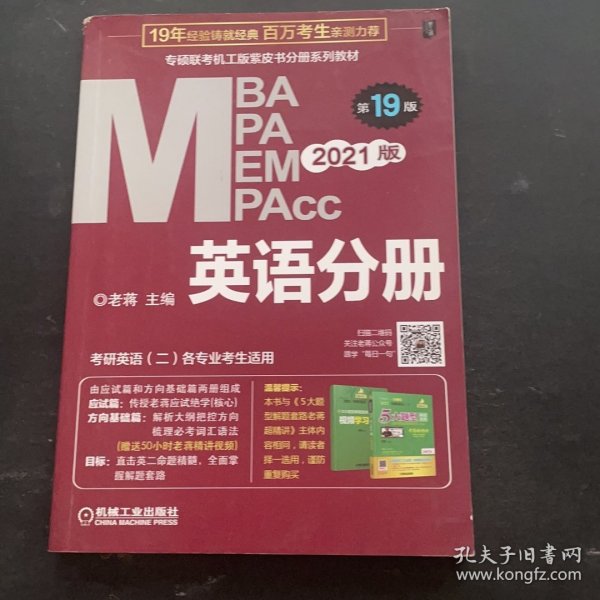 19年经验铸就经典 百万考生亲测力荐
专硕联考机工版紫皮书分册系列教材
MBA
MPA
MEM
MPAcc
第19版
2021版
英语分册
◎老蒋 主编
扫描二维码
关注老蒋公众号
跟学“每日一句”
考研英语(二)各专业考生适用
由应试篇和方向基础篇两册组成
应试篇：传授老蒋应试绝学[核心]
方向基础篇：解析大纲把控方向
梳理必考词汇语法
[赠送50小时老蒋精讲视频]
目标：直击英二命题精髓，全面掌
握解题套路
温馨提示：
本书与《5大题
型解题套路老蒋
超精讲》主体内
容相同，请读者
择一选用，谨防
重复购买
视频学习
5大题型
机械工业出版社
CHINA MACHINE PRESS
孔夫子旧书网
www.kongfz.com